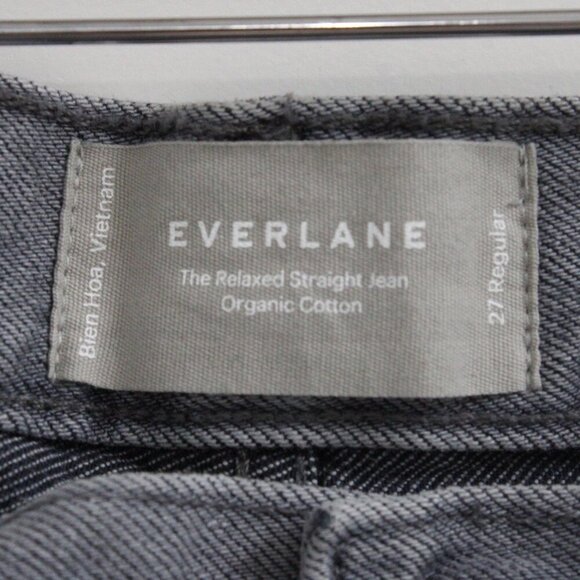 Bien Hoa, Vietnam
EVERLANE
The Relaxed Straight Jean
Organic Cotton
27 Regular